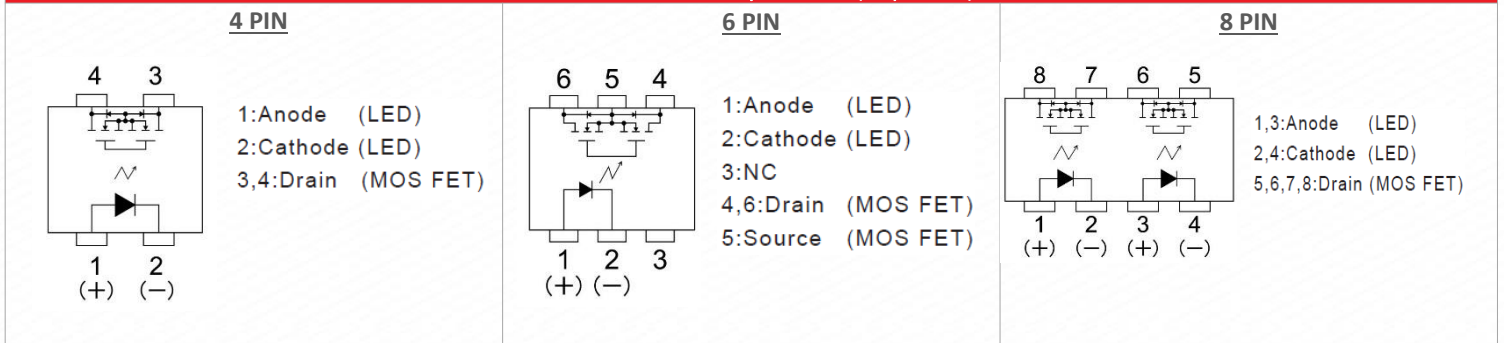 4 PIN
4 3
1:Anode (LED)
2:Cathode (LED)
3,4:Drain (MOS FET)
1 2
(+) (−)
6 PIN
6 5 4
1:Anode (LED)
2:Cathode (LED)
3:NC
4,6:Drain (MOS FET)
5:Source (MOS FET)
1 2 3
(+) (−)
8 PIN
8 7 6 5
1,3:Anode (LED)
2,4:Cathode (LED)
5,6,7,8:Drain (MOS FET)
1 2 3 4
(+) (−) (+) (−)